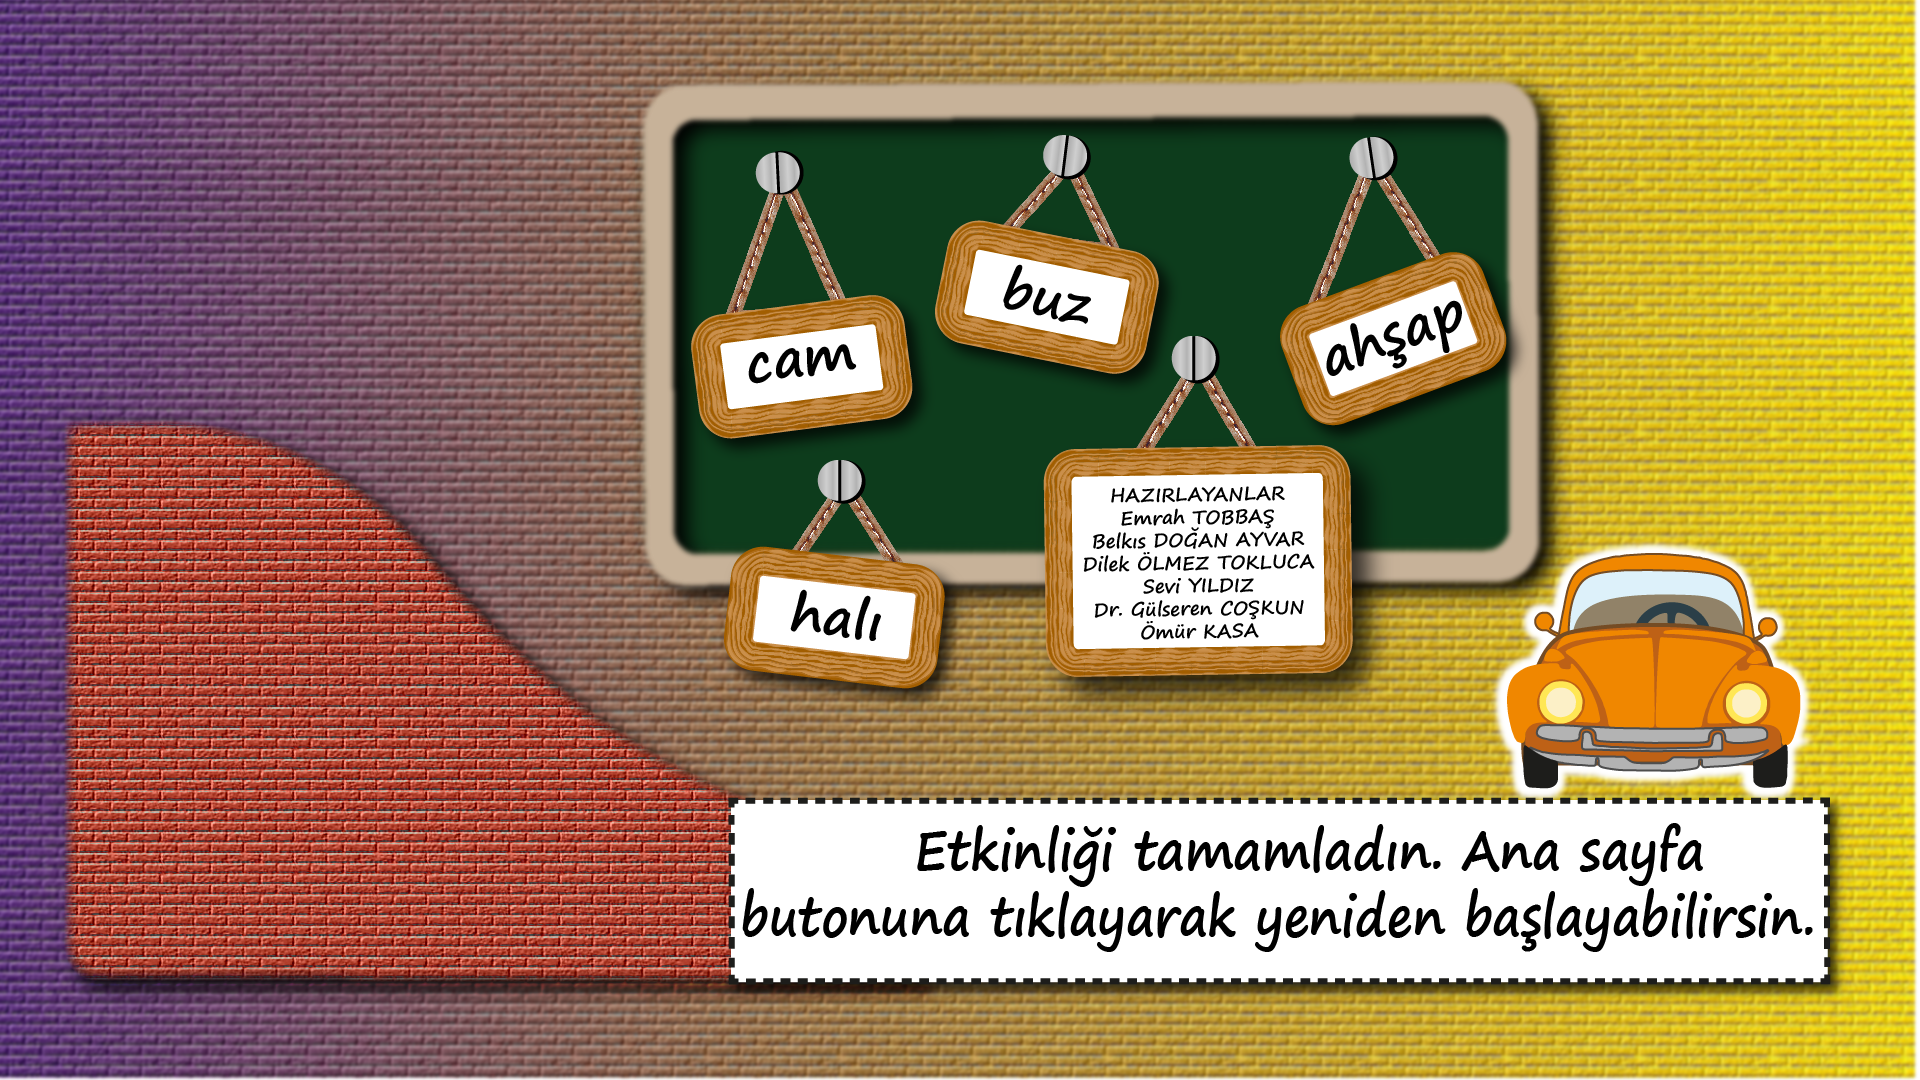 cam
buz
ahşap
halı
HAZIRLAYANLAR
Emrah TOBBAŞ
Belkıs DOĞAN AYVAR
Dilek ÖLMEZ TOKLUCA
Sevi YILDIZ
Dr. Gülseren COŞKUN
Ömür KASA
Etkinliği tamamladın. Ana sayfa
butonuna tıklayarak yeniden başlayabilirsin.